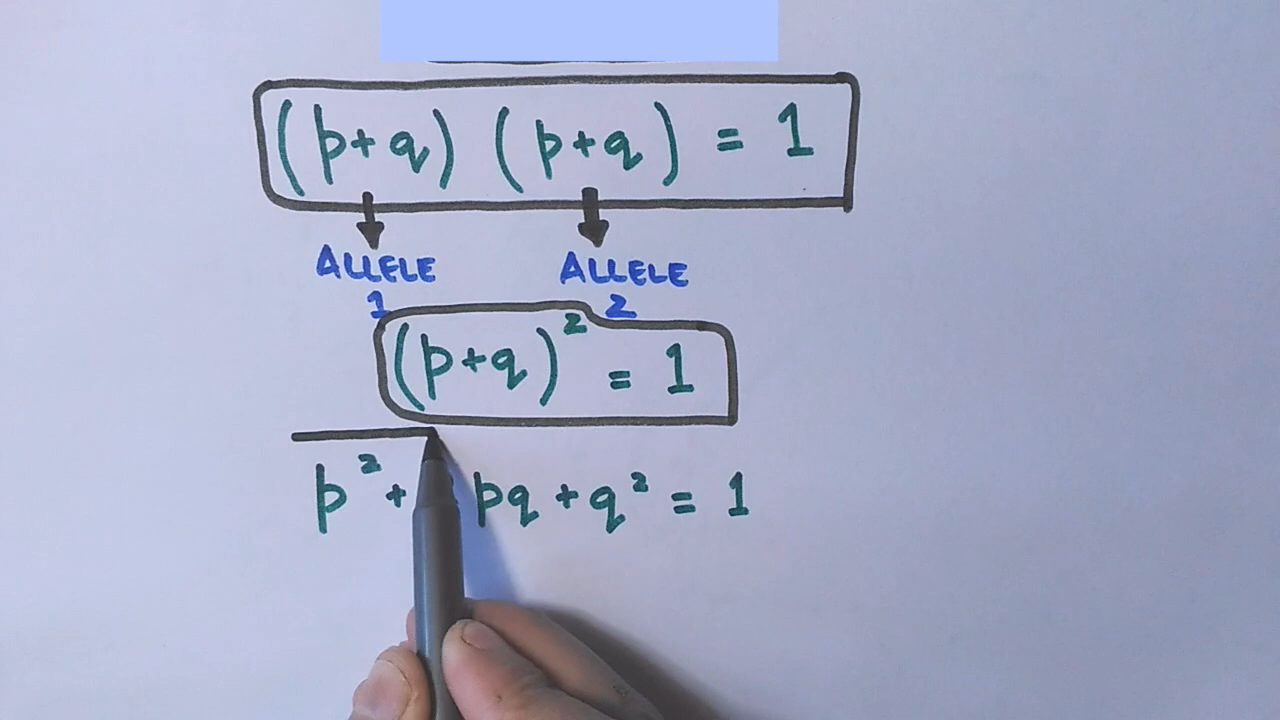 (p+q) (p+q) = 1
ALLELE 1
ALLELE 2
(p+q)² = 1
p² + pq + q² = 1